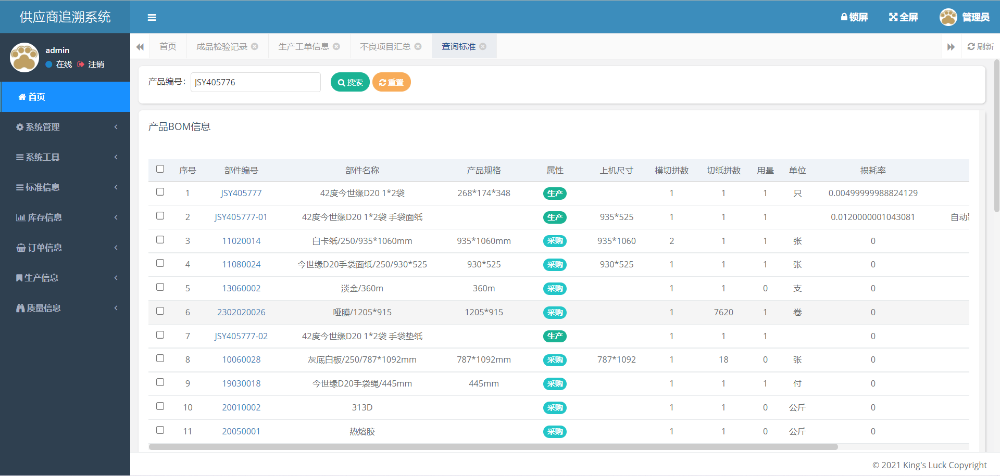 供应商追溯系统
锁屏 全屏 管理员
admin
在线 注销
首页
系统管理
系统工具
标准信息
库存信息
订单信息
生产信息
质量信息
首页 成品检验记录 生产工单信息 不良项目汇总 查询标准 刷新
产品编号： JSY405776 搜索 重置
产品BOM信息
序号 部件编号 部件名称 产品规格 属性 上机尺寸 模切拼数 切纸拼数 用量 单位 损耗率
1 JSY405777 42度今世缘D20 1*2袋 268*174*348 生产 1 1 1 只 0.00499999988824129
2 JSY405777-01 42度今世缘D20 1*2袋 手袋面纸 生产 935*525 1 1 1 0.0120000001043081 自动
3 11020014 白卡纸/250/935*1060mm 935*1060mm 采购 935*1060 2 1 1 张 0
4 11080024 今世缘D20手袋面纸/250/930*525 930*525 采购 930*525 1 1 1 张 0
5 13060002 淡金/360m 360m 采购 1 1 0 支 0
6 2302020026 哑膜/1205*915 1205*915 采购 1 7620 1 卷 0
7 JSY405777-02 42度今世缘D20 1*2袋 手袋垫纸 生产 1 1 1 0
8 10060028 灰底白板/250/787*1092mm 787*1092mm 采购 787*1092 1 18 0 张 0
9 19030018 今世缘D20手袋绳/445mm 445mm 采购 1 1 1 付 0
10 20010002 313D 采购 1 1 0 公斤 0
11 20050001 热熔胶 采购 1 1 0 公斤 0
© 2021 King's Luck Copyright